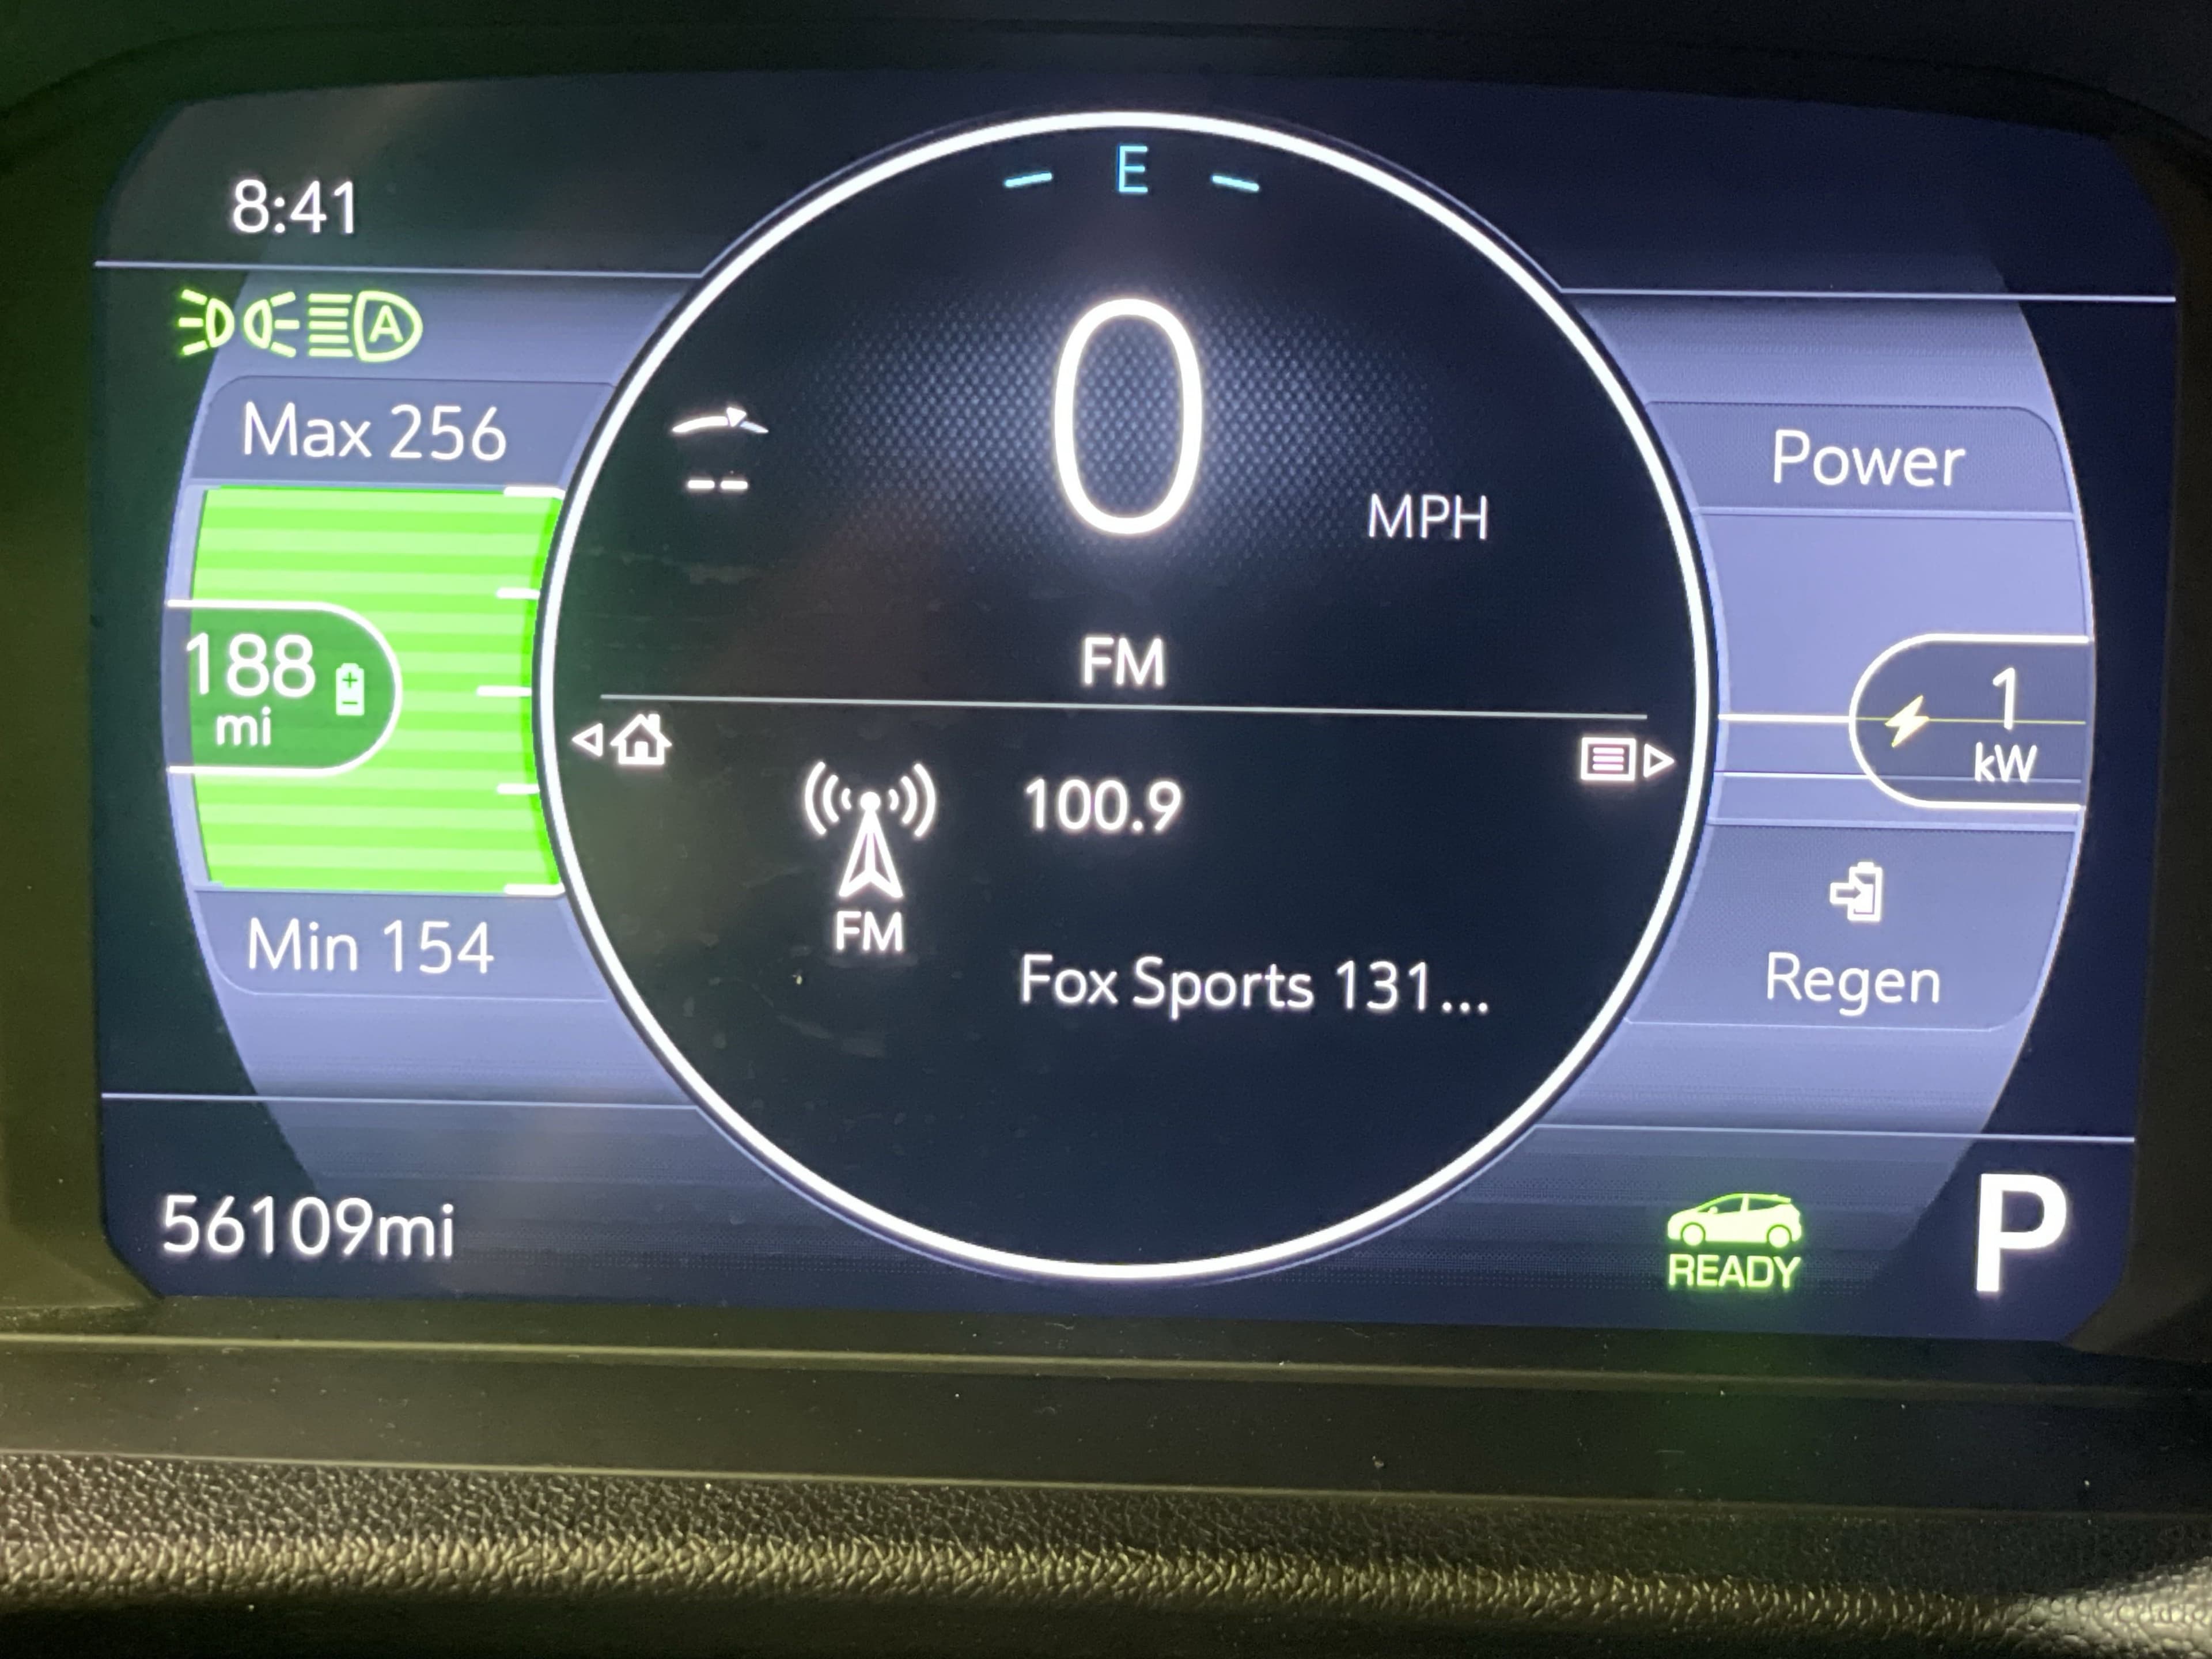 E
8:41
A
Max 256
0
MPH
Power
188
mi
--
FM
1
kW
100.9
FM
Fox Sports 131...
Min 154
Regen
56109mi
READY
P